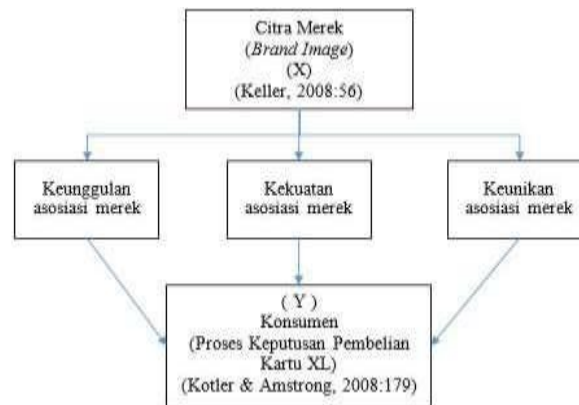 Citra Merek
(Brand Image)
(X)
(Keller, 2008:56)
Keunggulan
asosiasi merek
Kekuatan
asosiasi merek
Keunikan
asosiasi merek
( Y )
Konsumen
(Proses Keputusan Pembelian
Kartu XL)
(Kotler & Amstrong, 2008:179)